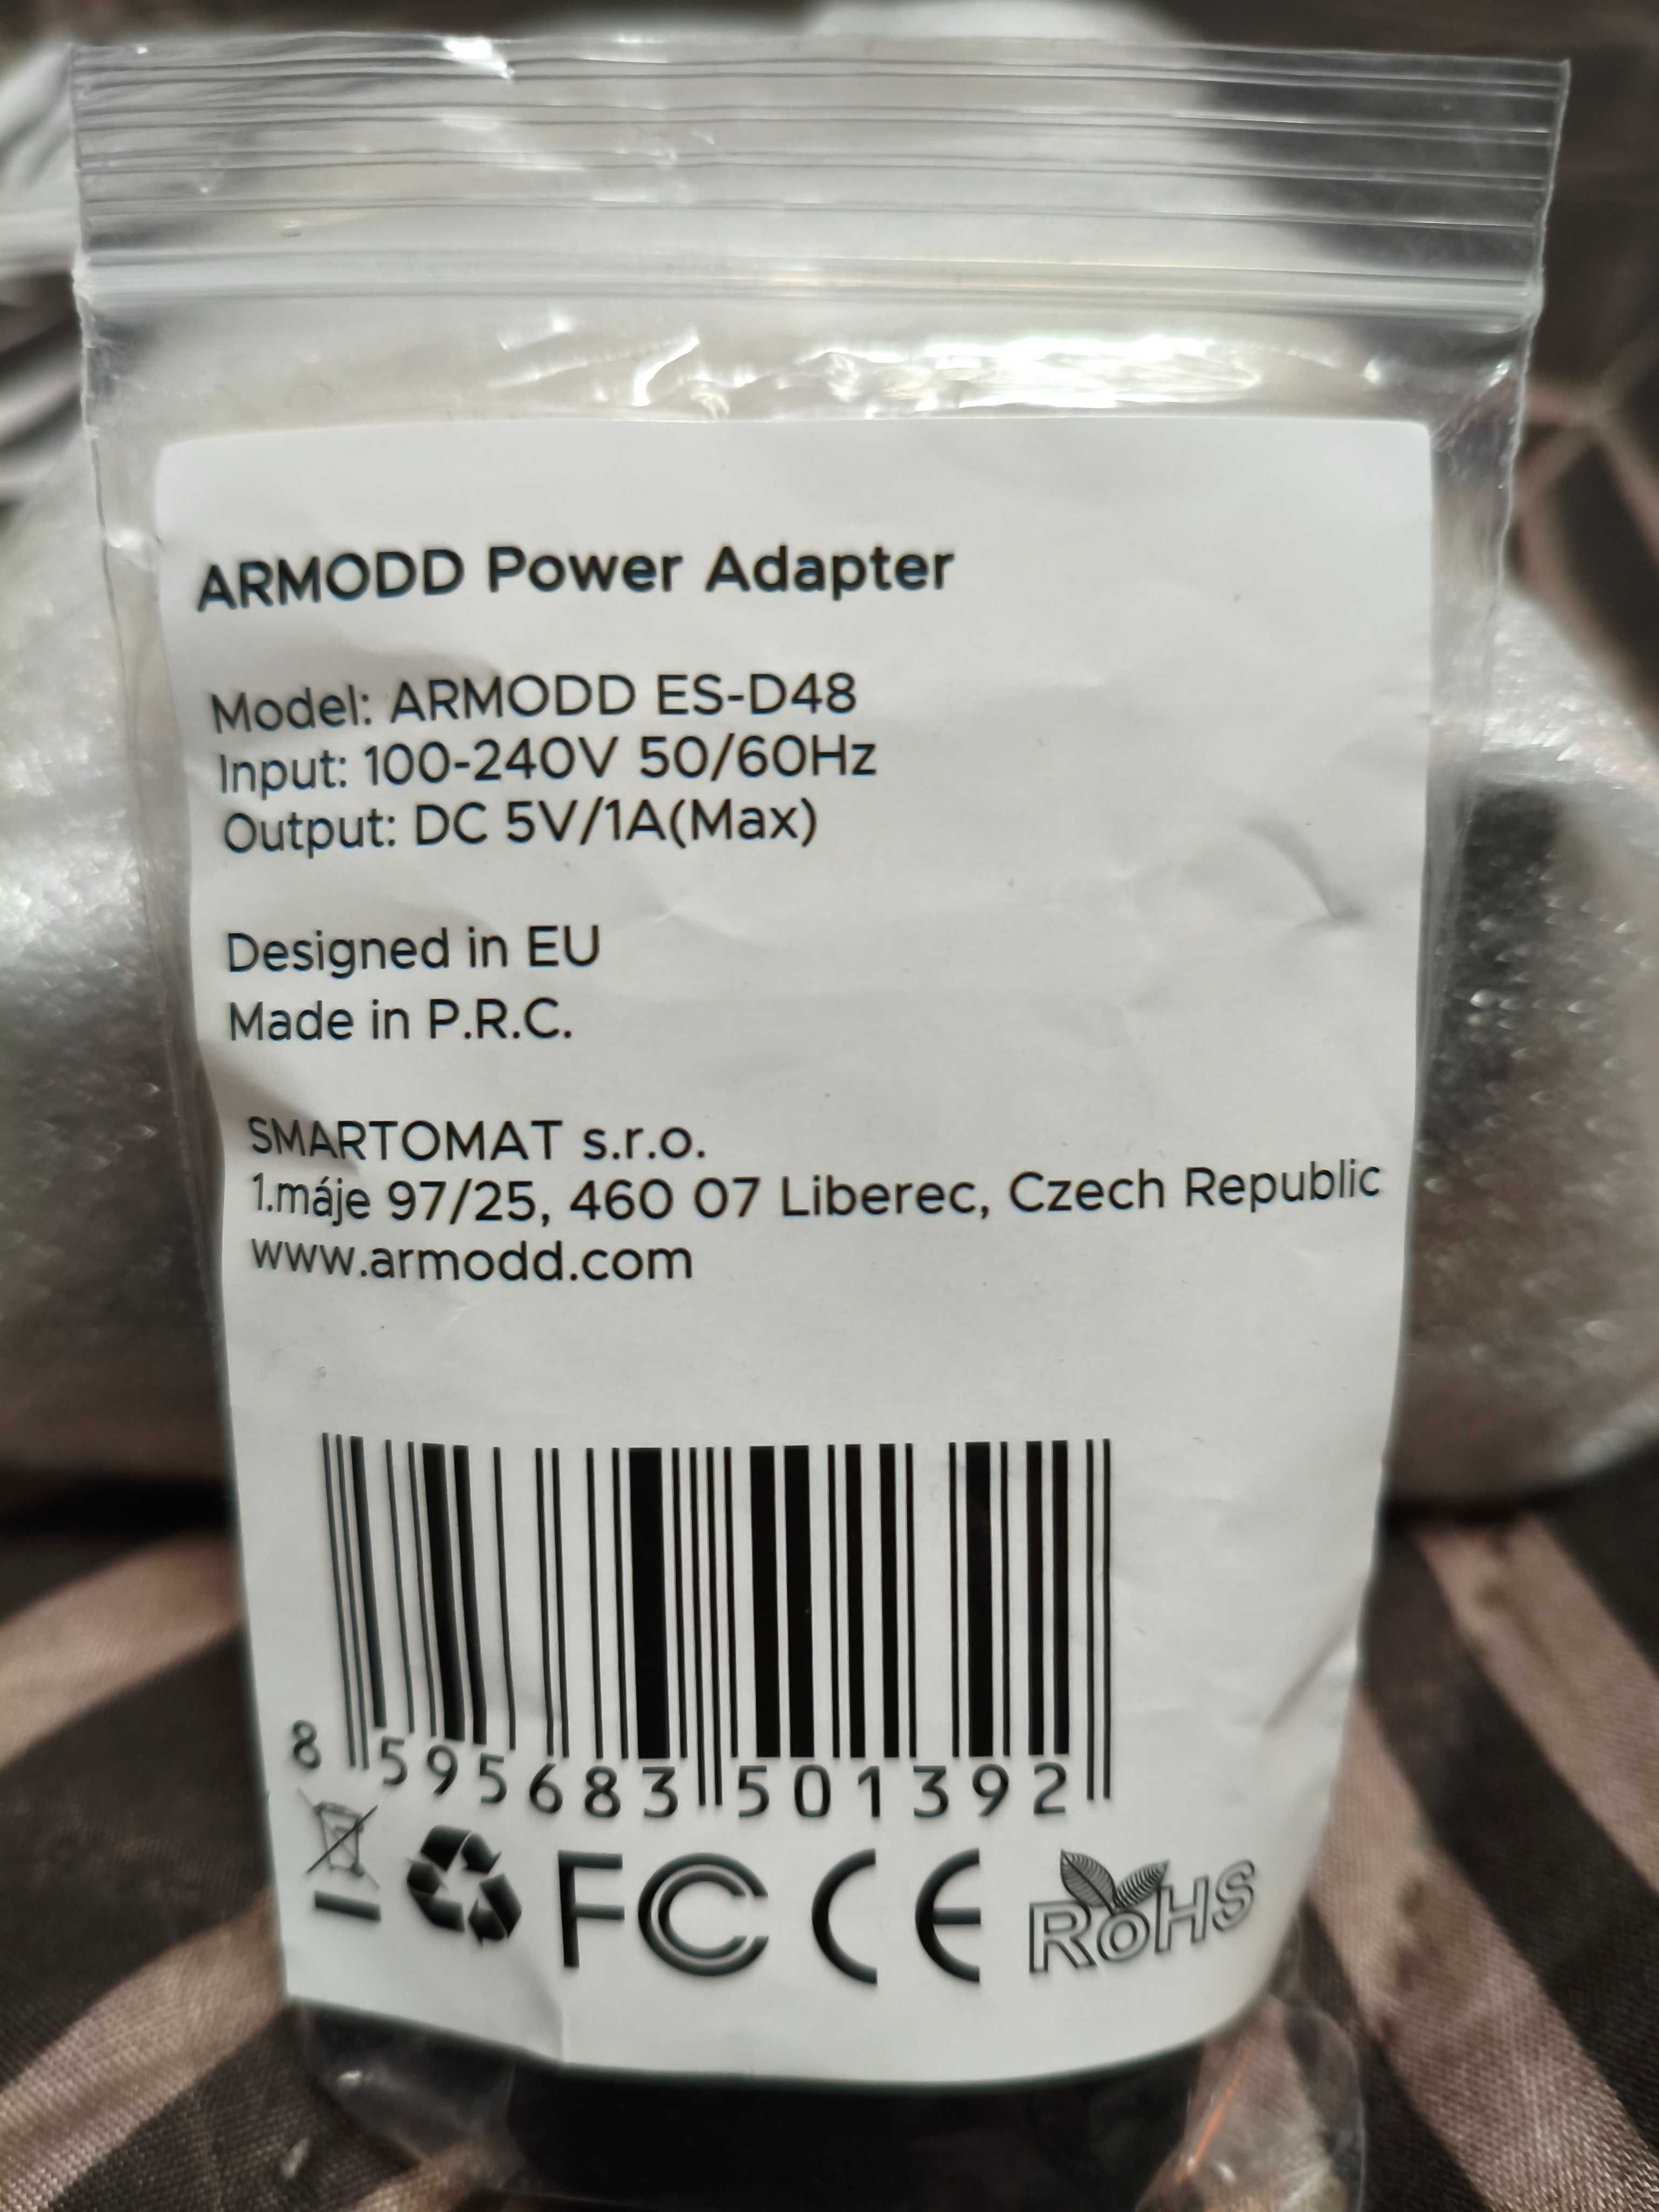 ARMODD Power Adapter
Model: ARMODD ES-D48
Input: 100-240V 50/60Hz
Output: DC 5V/1A(Max)
Designed in EU
Made in P.R.C.
SMARTOMAT s.r.o.
1.máje 97/25, 460 07 Liberec, Czech Republic
www.armodd.com
8 595683 501392
FC CE RoHS